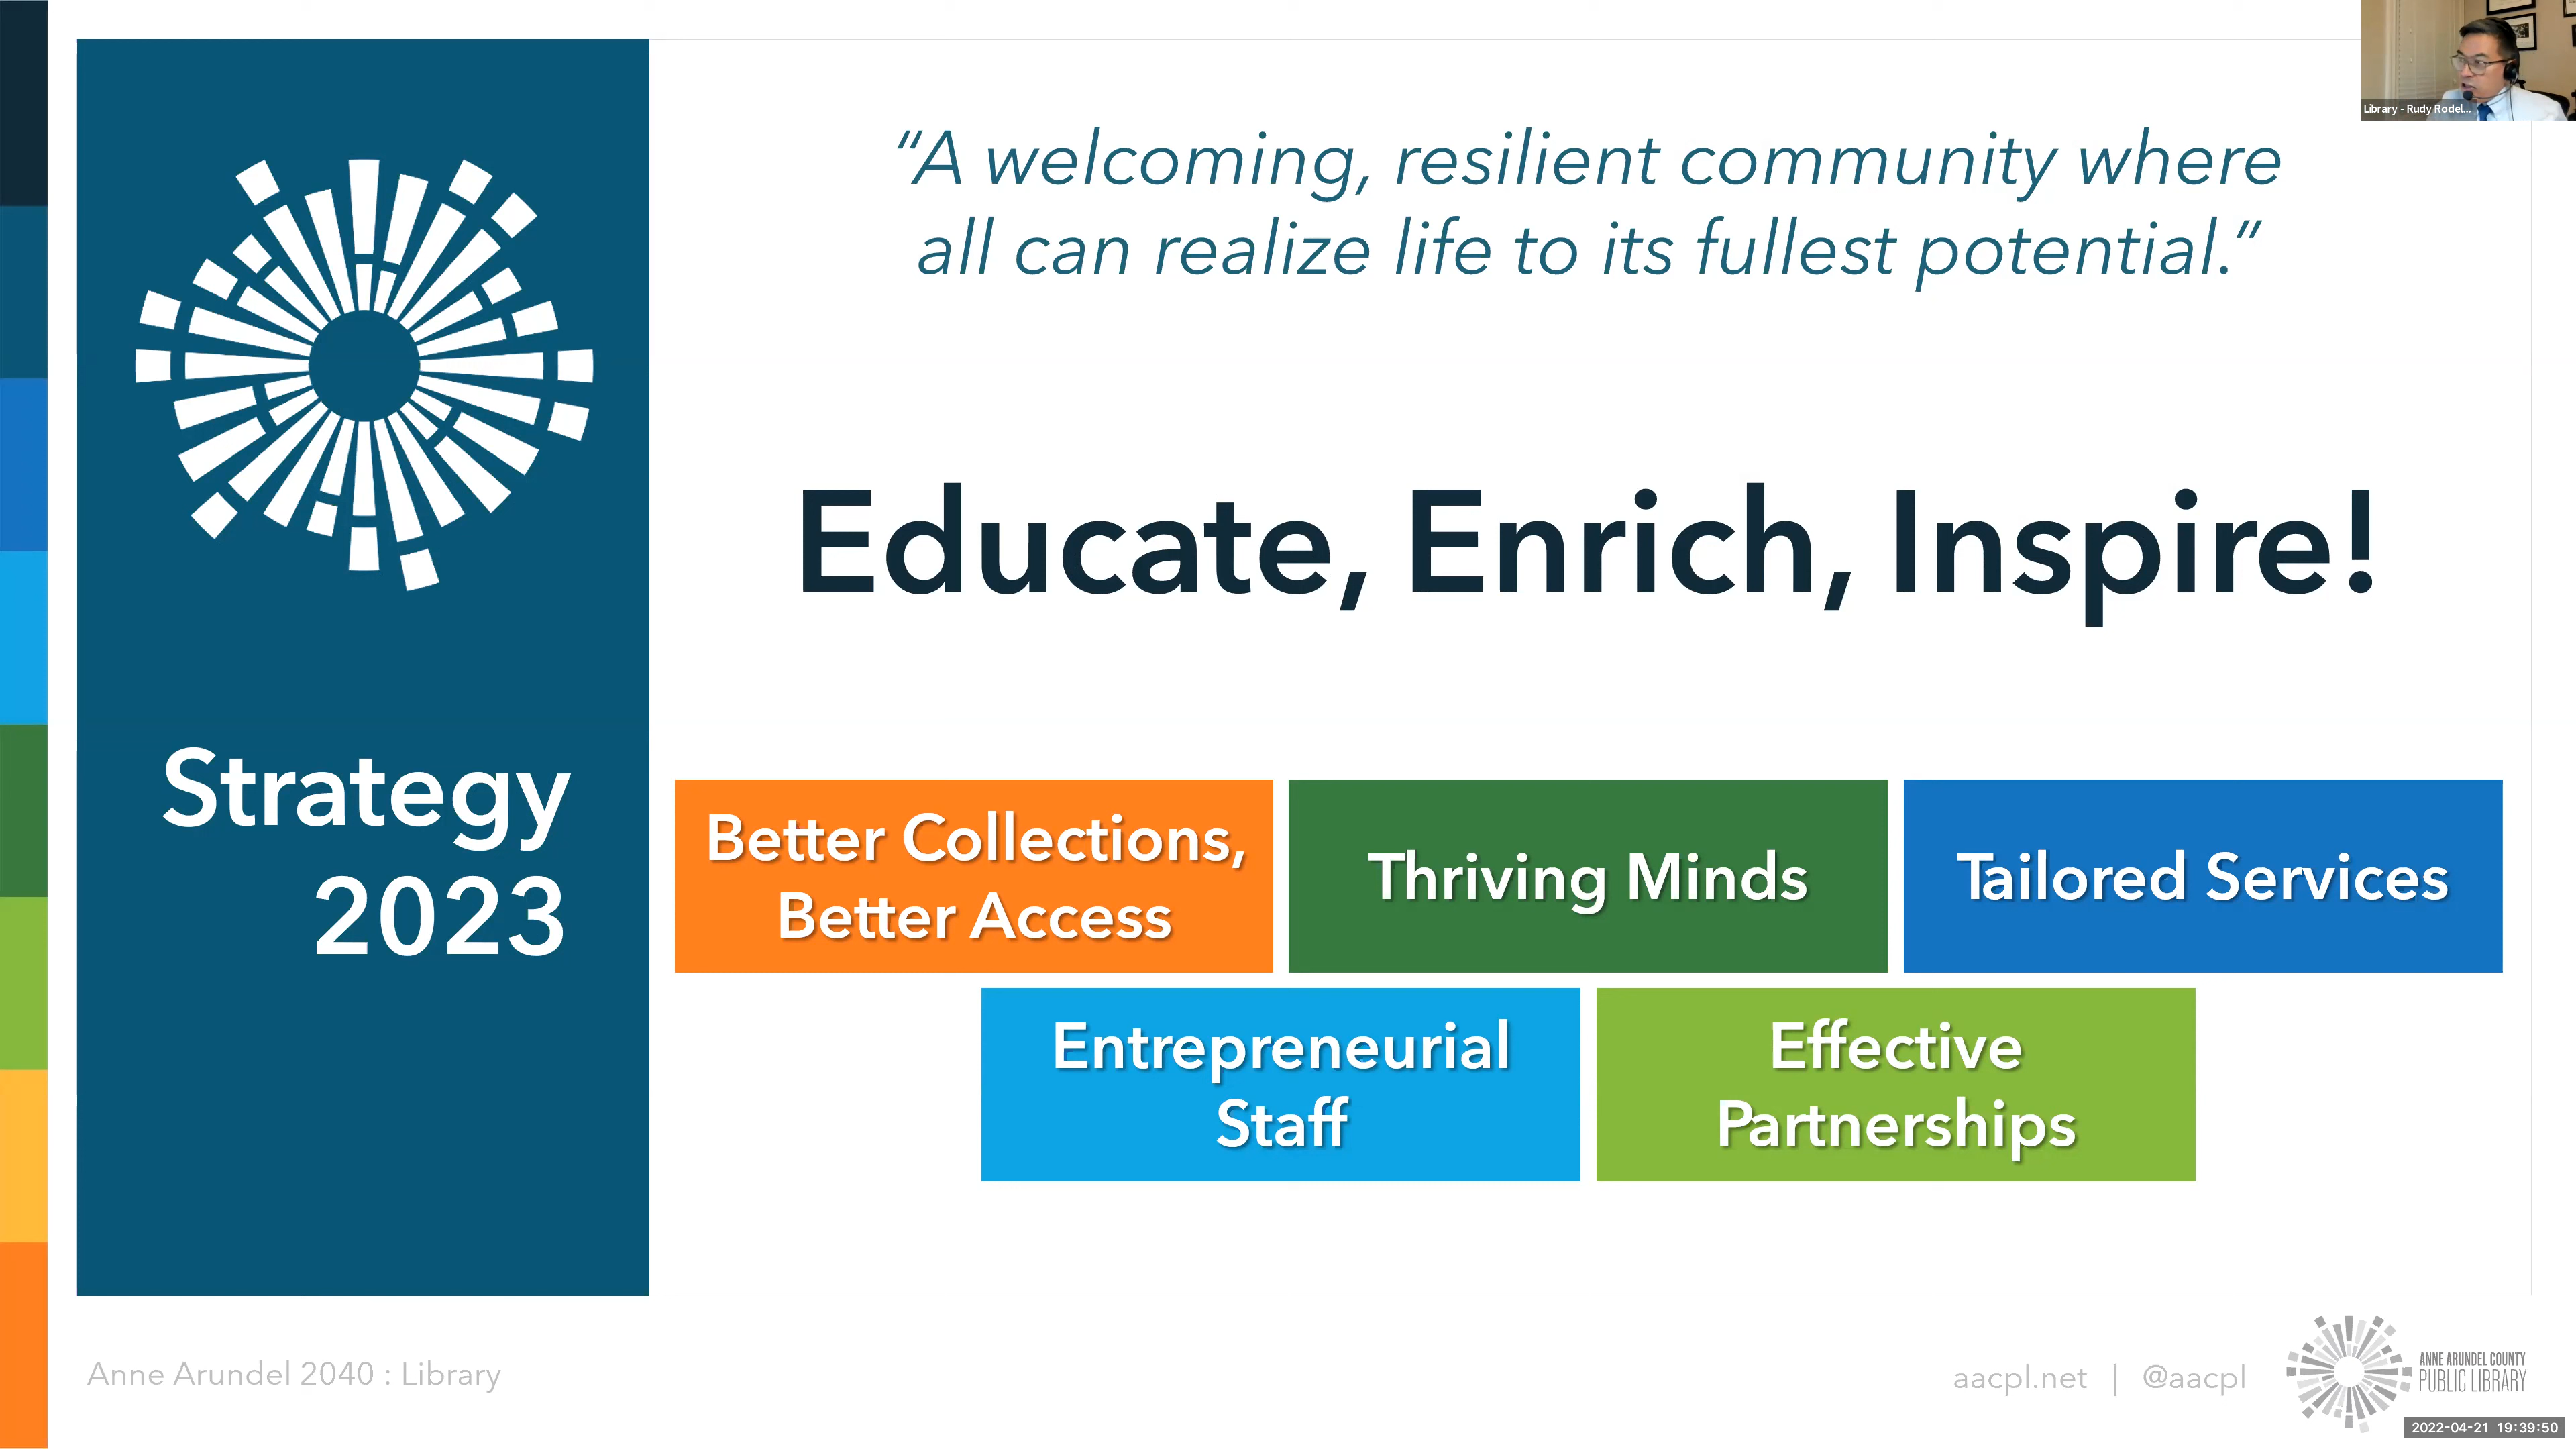 Library - Rudy Rodel...
“A welcoming, resilient community where
all can realize life to its fullest potential.”
Educate, Enrich, Inspire!
Strategy
2023
Better Collections,
Better Access
Thriving Minds
Tailored Services
Entrepreneurial
Staff
Effective
Partnerships
Anne Arundel 2040 : Library
aacpl.net | @aacpl
ANNE ARUNDEL COUNTY
PUBLIC LIBRARY
2022-04-21 19:39:50